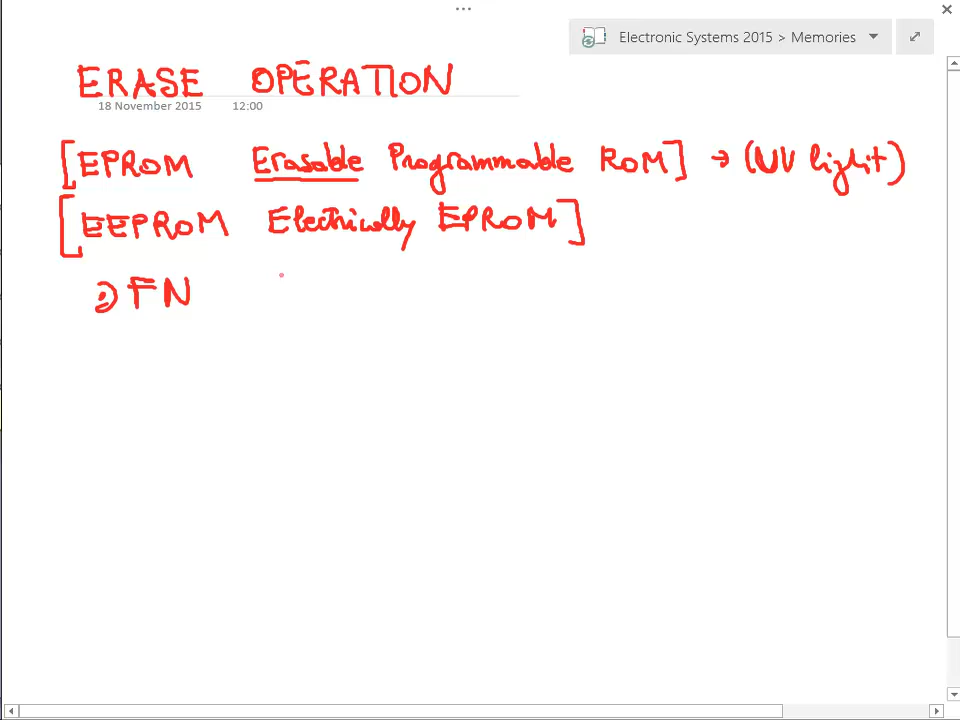 Electronic Systems 2015 > Memories
ERASE OPERATION
18 November 2015 12:00
[EPROM Erasable Programmable ROM] → (UV light)
[EEPROM Electrically EPROM]
FN